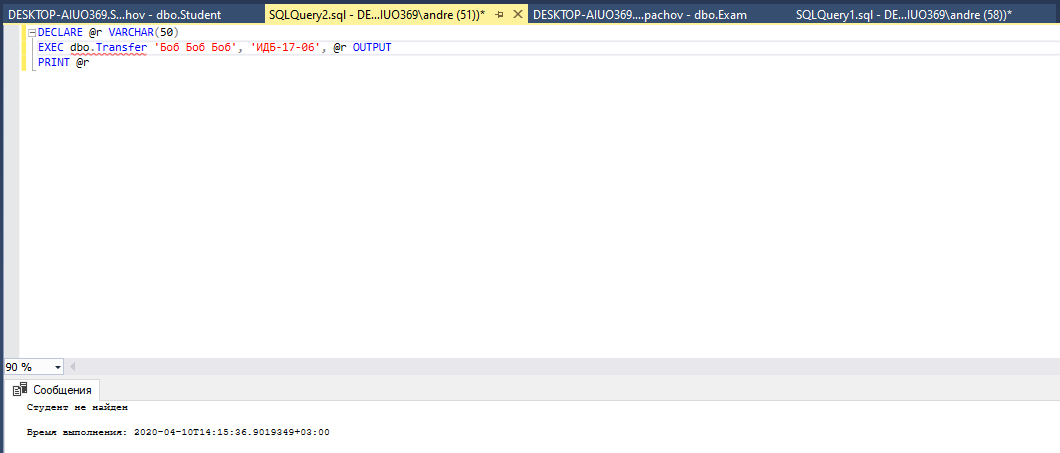 DESKTOP-AIUO369.S...hov - dbo.Student
SQLQuery2.sql - DE...IUO369\andre (51))*
DESKTOP-AIUO369....pachov - dbo.Exam
SQLQuery1.sql - DE...IUO369\andre (58))*
DECLARE @r VARCHAR(50)
EXEC dbo.Transfer 'Боб Боб Боб', 'ИДБ-17-06', @r OUTPUT
PRINT @r
90 %
Сообщения
Студент не найден
Время выполнения: 2020-04-10T14:15:36.9019349+03:00